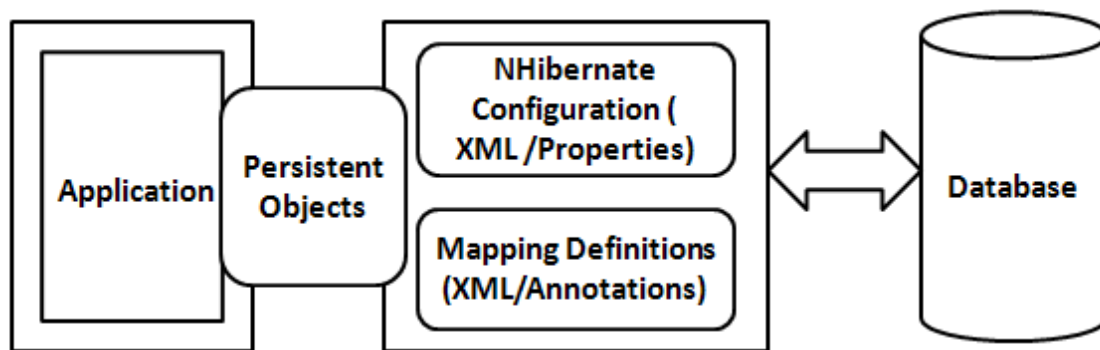 Application
Persistent
Objects
NHibernate
Configuration (
XML /Properties)
Mapping Definitions
(XML/Annotations)
Database